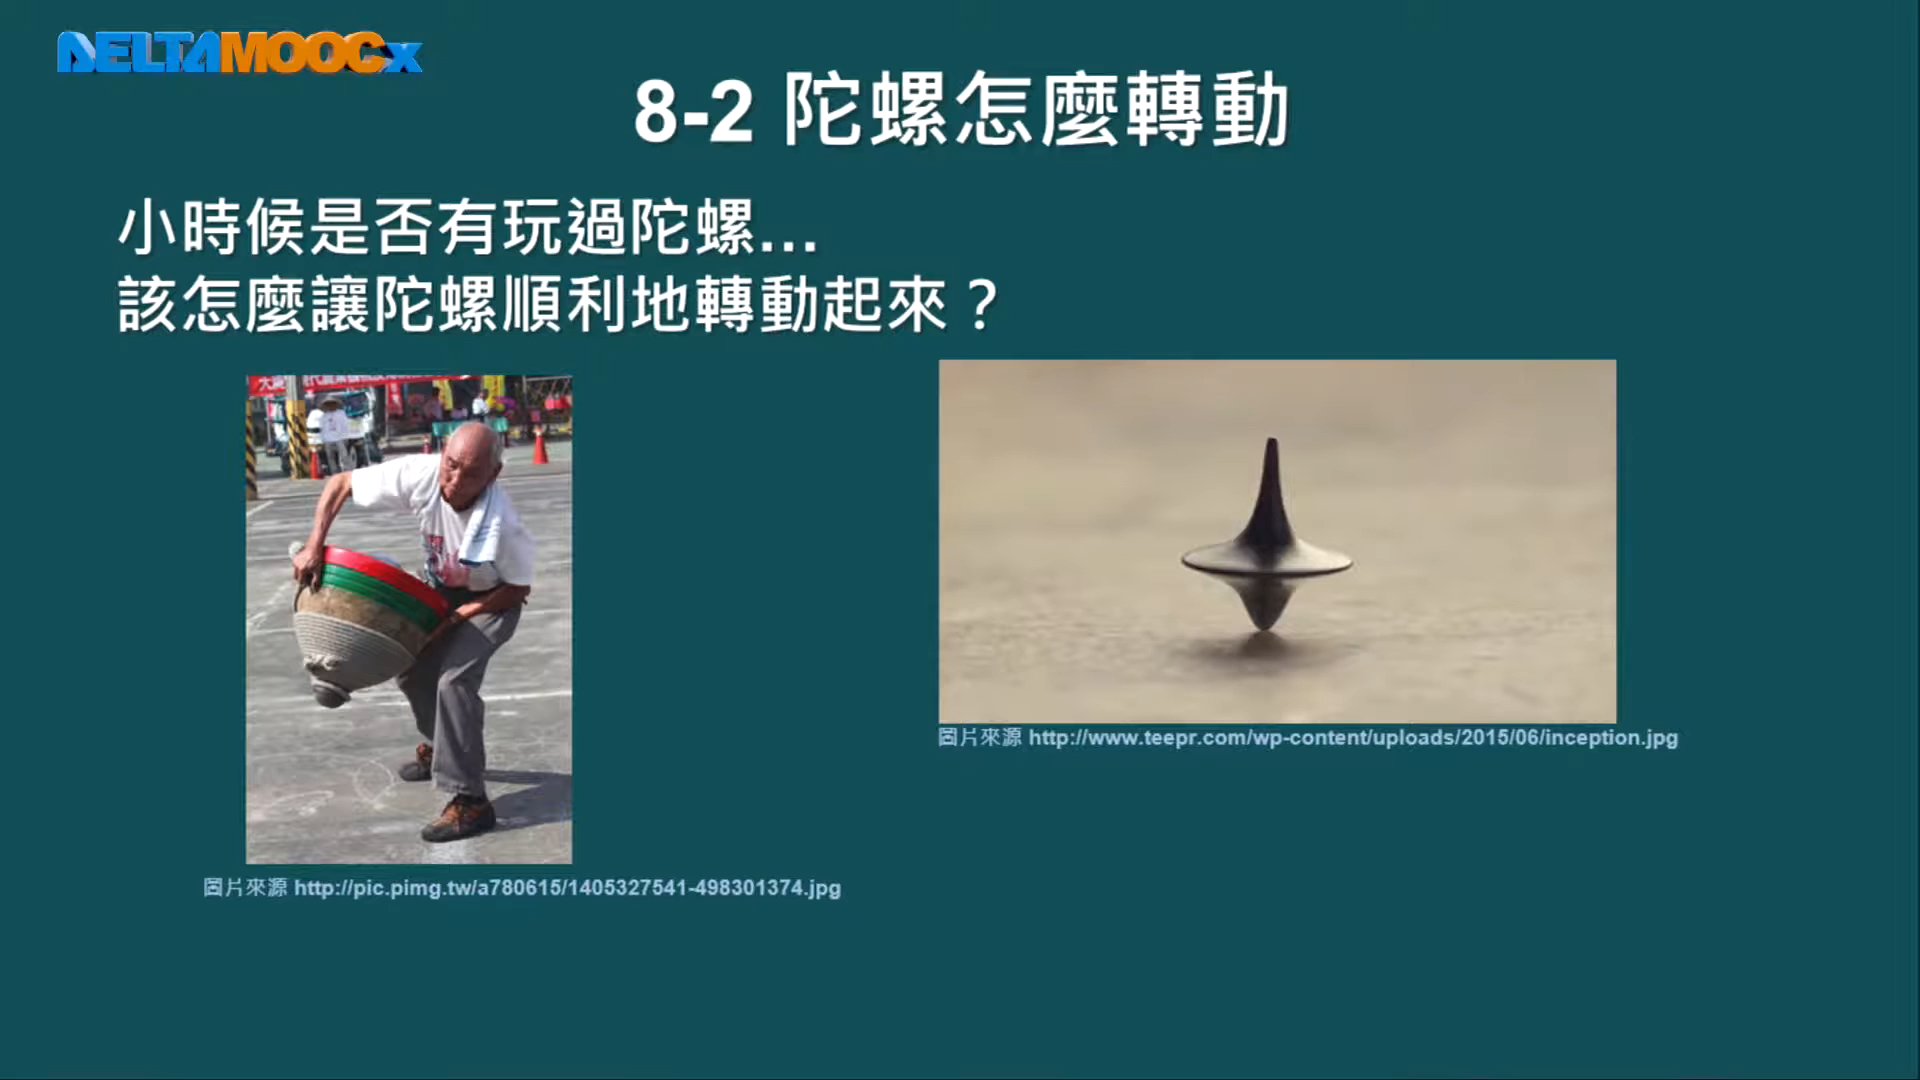 DELTAMOOCx
8-2 陀螺怎麼轉動
小時候是否有玩過陀螺...
該怎麼讓陀螺順利地轉動起來？
圖片來源 http://www.teepr.com/wp-content/uploads/2015/06/inception.jpg
圖片來源 http://pic.pimg.tw/a780615/1405327541-498301374.jpg